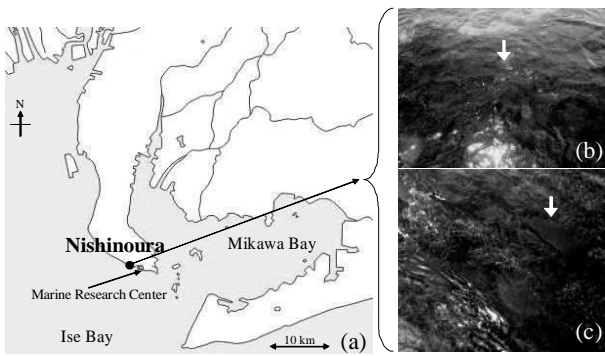 N
Nishinoura
Mikawa Bay
Marine Research Center
Ise Bay
10 km
(a)
(b)
(c)